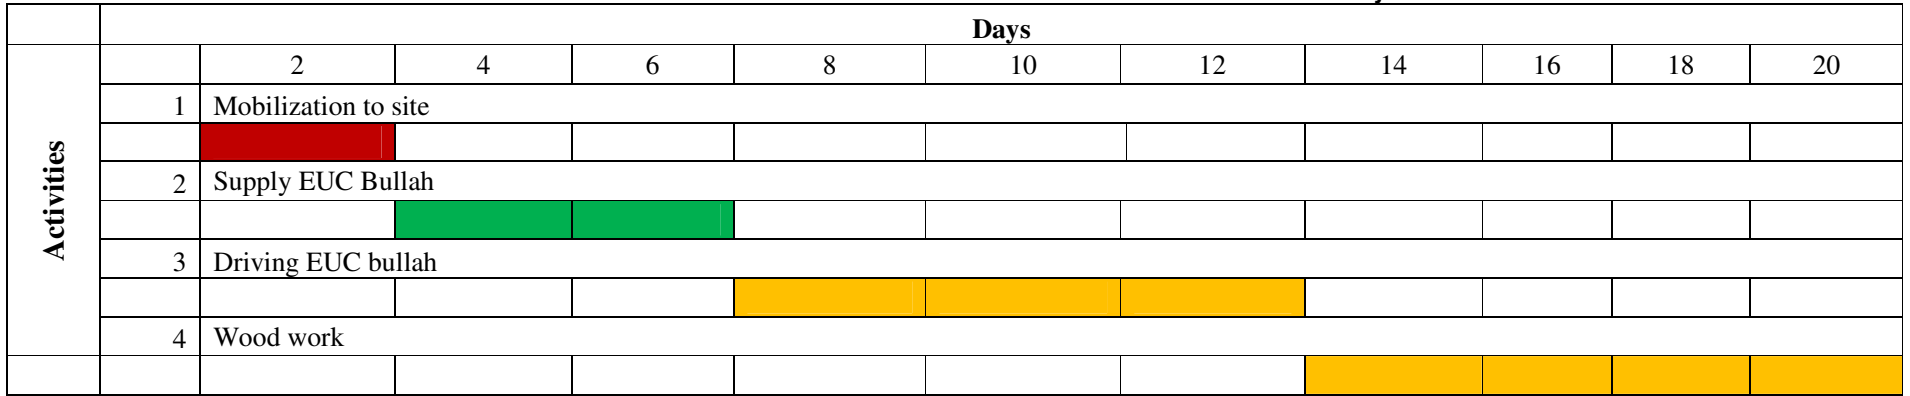 Days
2 4 6 8 10 12 14 16 18 20
Activities
1 Mobilization to site
2 Supply EUC Bullah
3 Driving EUC bullah
4 Wood work